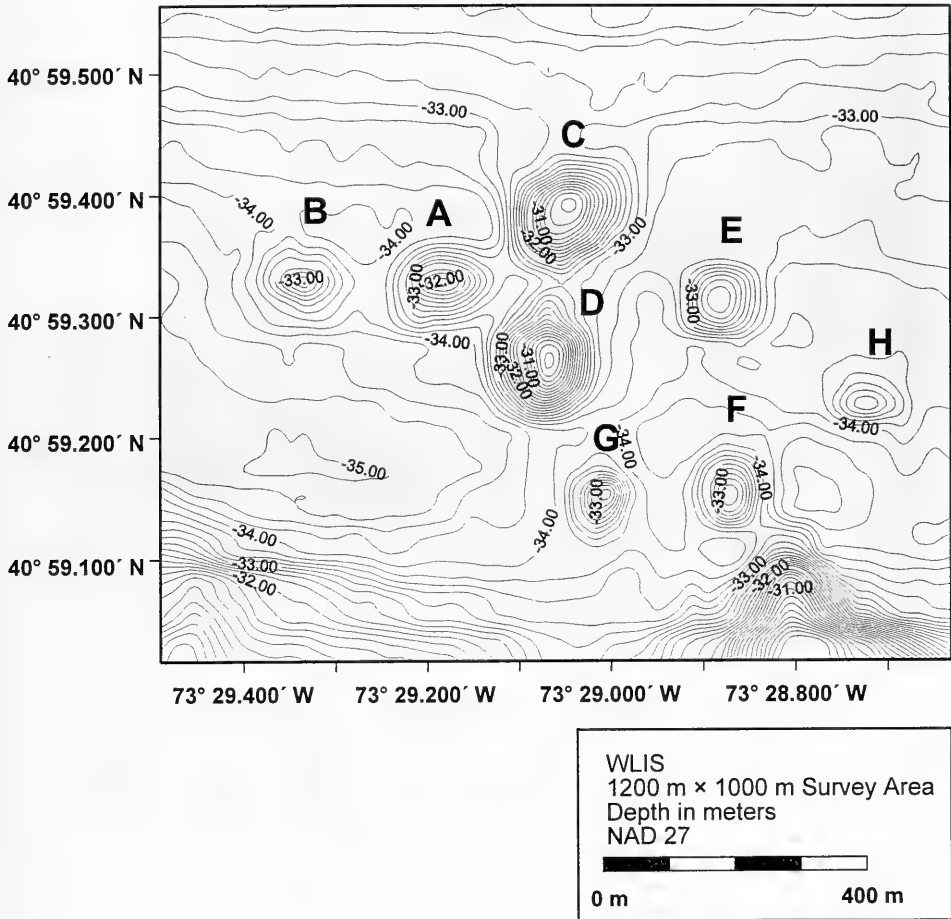 40° 59.500´ N
-33.00
-33.00
C
40° 59.400´ N
-34.00
B
A
-34.00
-31.00
-32.00
-33.00
E
-33.00
-33.00
-32.00
-33.00
D
40° 59.300´ N
-34.00
-33.00
-32.00
-31.00
H
F
-34.00
40° 59.200´ N
G
-34.00
-35.00
-33.00
-33.00
-34.00
-34.00
-34.00
40° 59.100´ N
-33.00
-32.00
-33.00
-32.00
-31.00
73° 29.400´ W
73° 29.200´ W
73° 29.000´ W
73° 28.800´ W
WLIS
1200 m × 1000 m Survey Area
Depth in meters
NAD 27
0 m
400 m